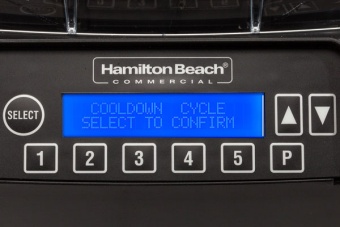 Hamilton Beach®
COMMERCIAL
COOLDOWN CYCLE
SELECT TO CONFIRM
SELECT
1 2 3 4 5 P